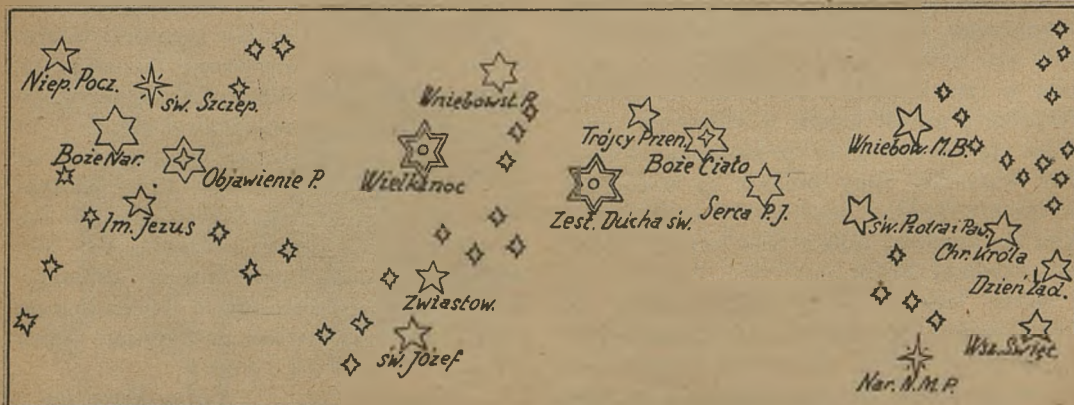 Niep. Pocz.
Św. Szczep.
Boże Nar.
Objawienie P.
Im. Jezus
Wniebowst. P.
Wielkanoc
Zwiastow.
Św. Józef
Trójcy Przen.
Boże Ciało
Zesł. Ducha św.
Serca P. J.
Wniebow. M.B.
Św. Piotra i Paw.
Chr. Króla
Dzień Zad.
Wsz. Święt.
Nar. N.M.P.